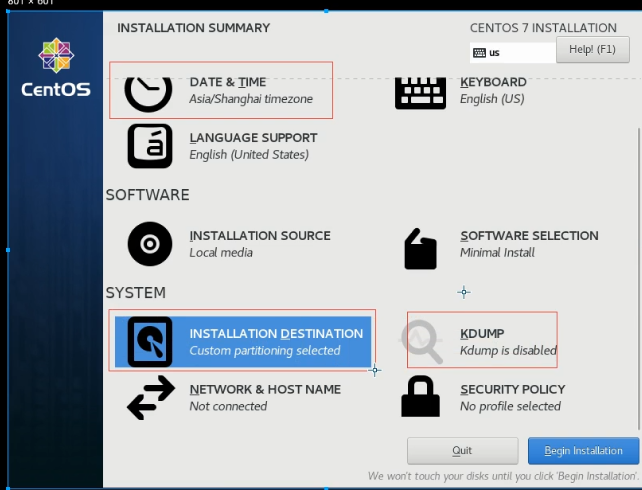 801 × 601
INSTALLATION SUMMARY
CENTOS 7 INSTALLATION
us
Help! (F1)
CentOS
DATE & TIME
Asia/Shanghai timezone
KEYBOARD
English (US)
LANGUAGE SUPPORT
English (United States)
SOFTWARE
INSTALLATION SOURCE
Local media
SOFTWARE SELECTION
Minimal Install
SYSTEM
INSTALLATION DESTINATION
Custom partitioning selected
KDUMP
Kdump is disabled
NETWORK & HOST NAME
Not connected
SECURITY POLICY
No profile selected
Quit
Begin Installation
We won't touch your disks until you click 'Begin Installation'.